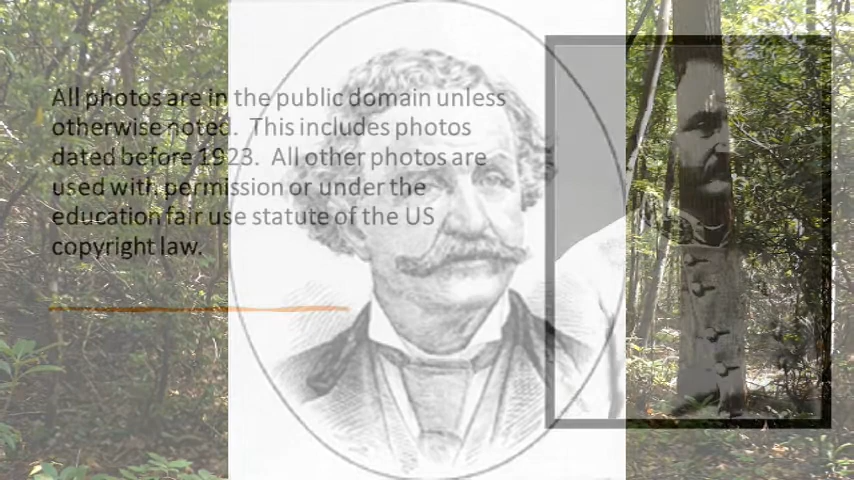 All photos are in the public domain unless
otherwise noted. This includes photos
dated before 1923. All other photos are
used with permission or under the
education fair use statute of the US
copyright law.